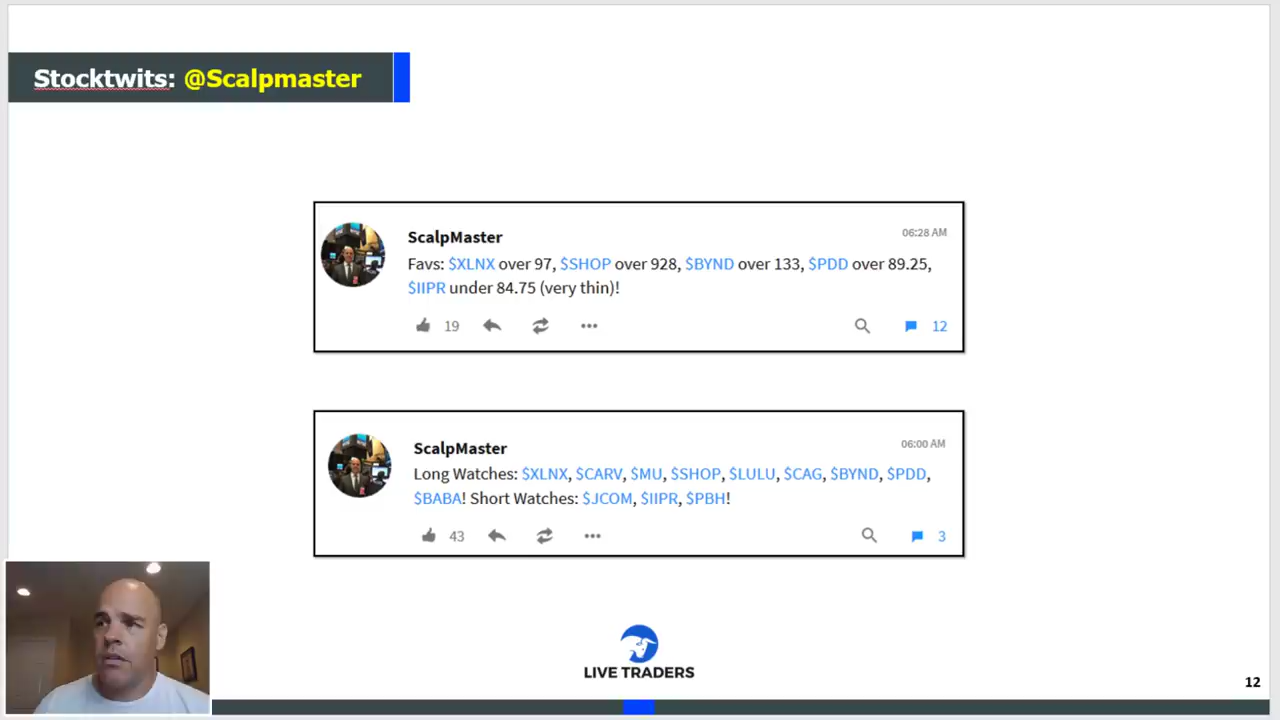 Stocktwits: @Scalpmaster
ScalpMaster
06:28 AM
Favs: $XLNX over 97, $SHOP over 928, $BYND over 133, $PDD over 89.25,
$IIPR under 84.75 (very thin)!
19
12
ScalpMaster
06:00 AM
Long Watches: $XLNX, $CARV, $MU, $SHOP, $LULU, $CAG, $BYND, $PDD,
$BABA! Short Watches: $JCOM, $IIPR, $PBH!
43
3
LIVE TRADERS
12